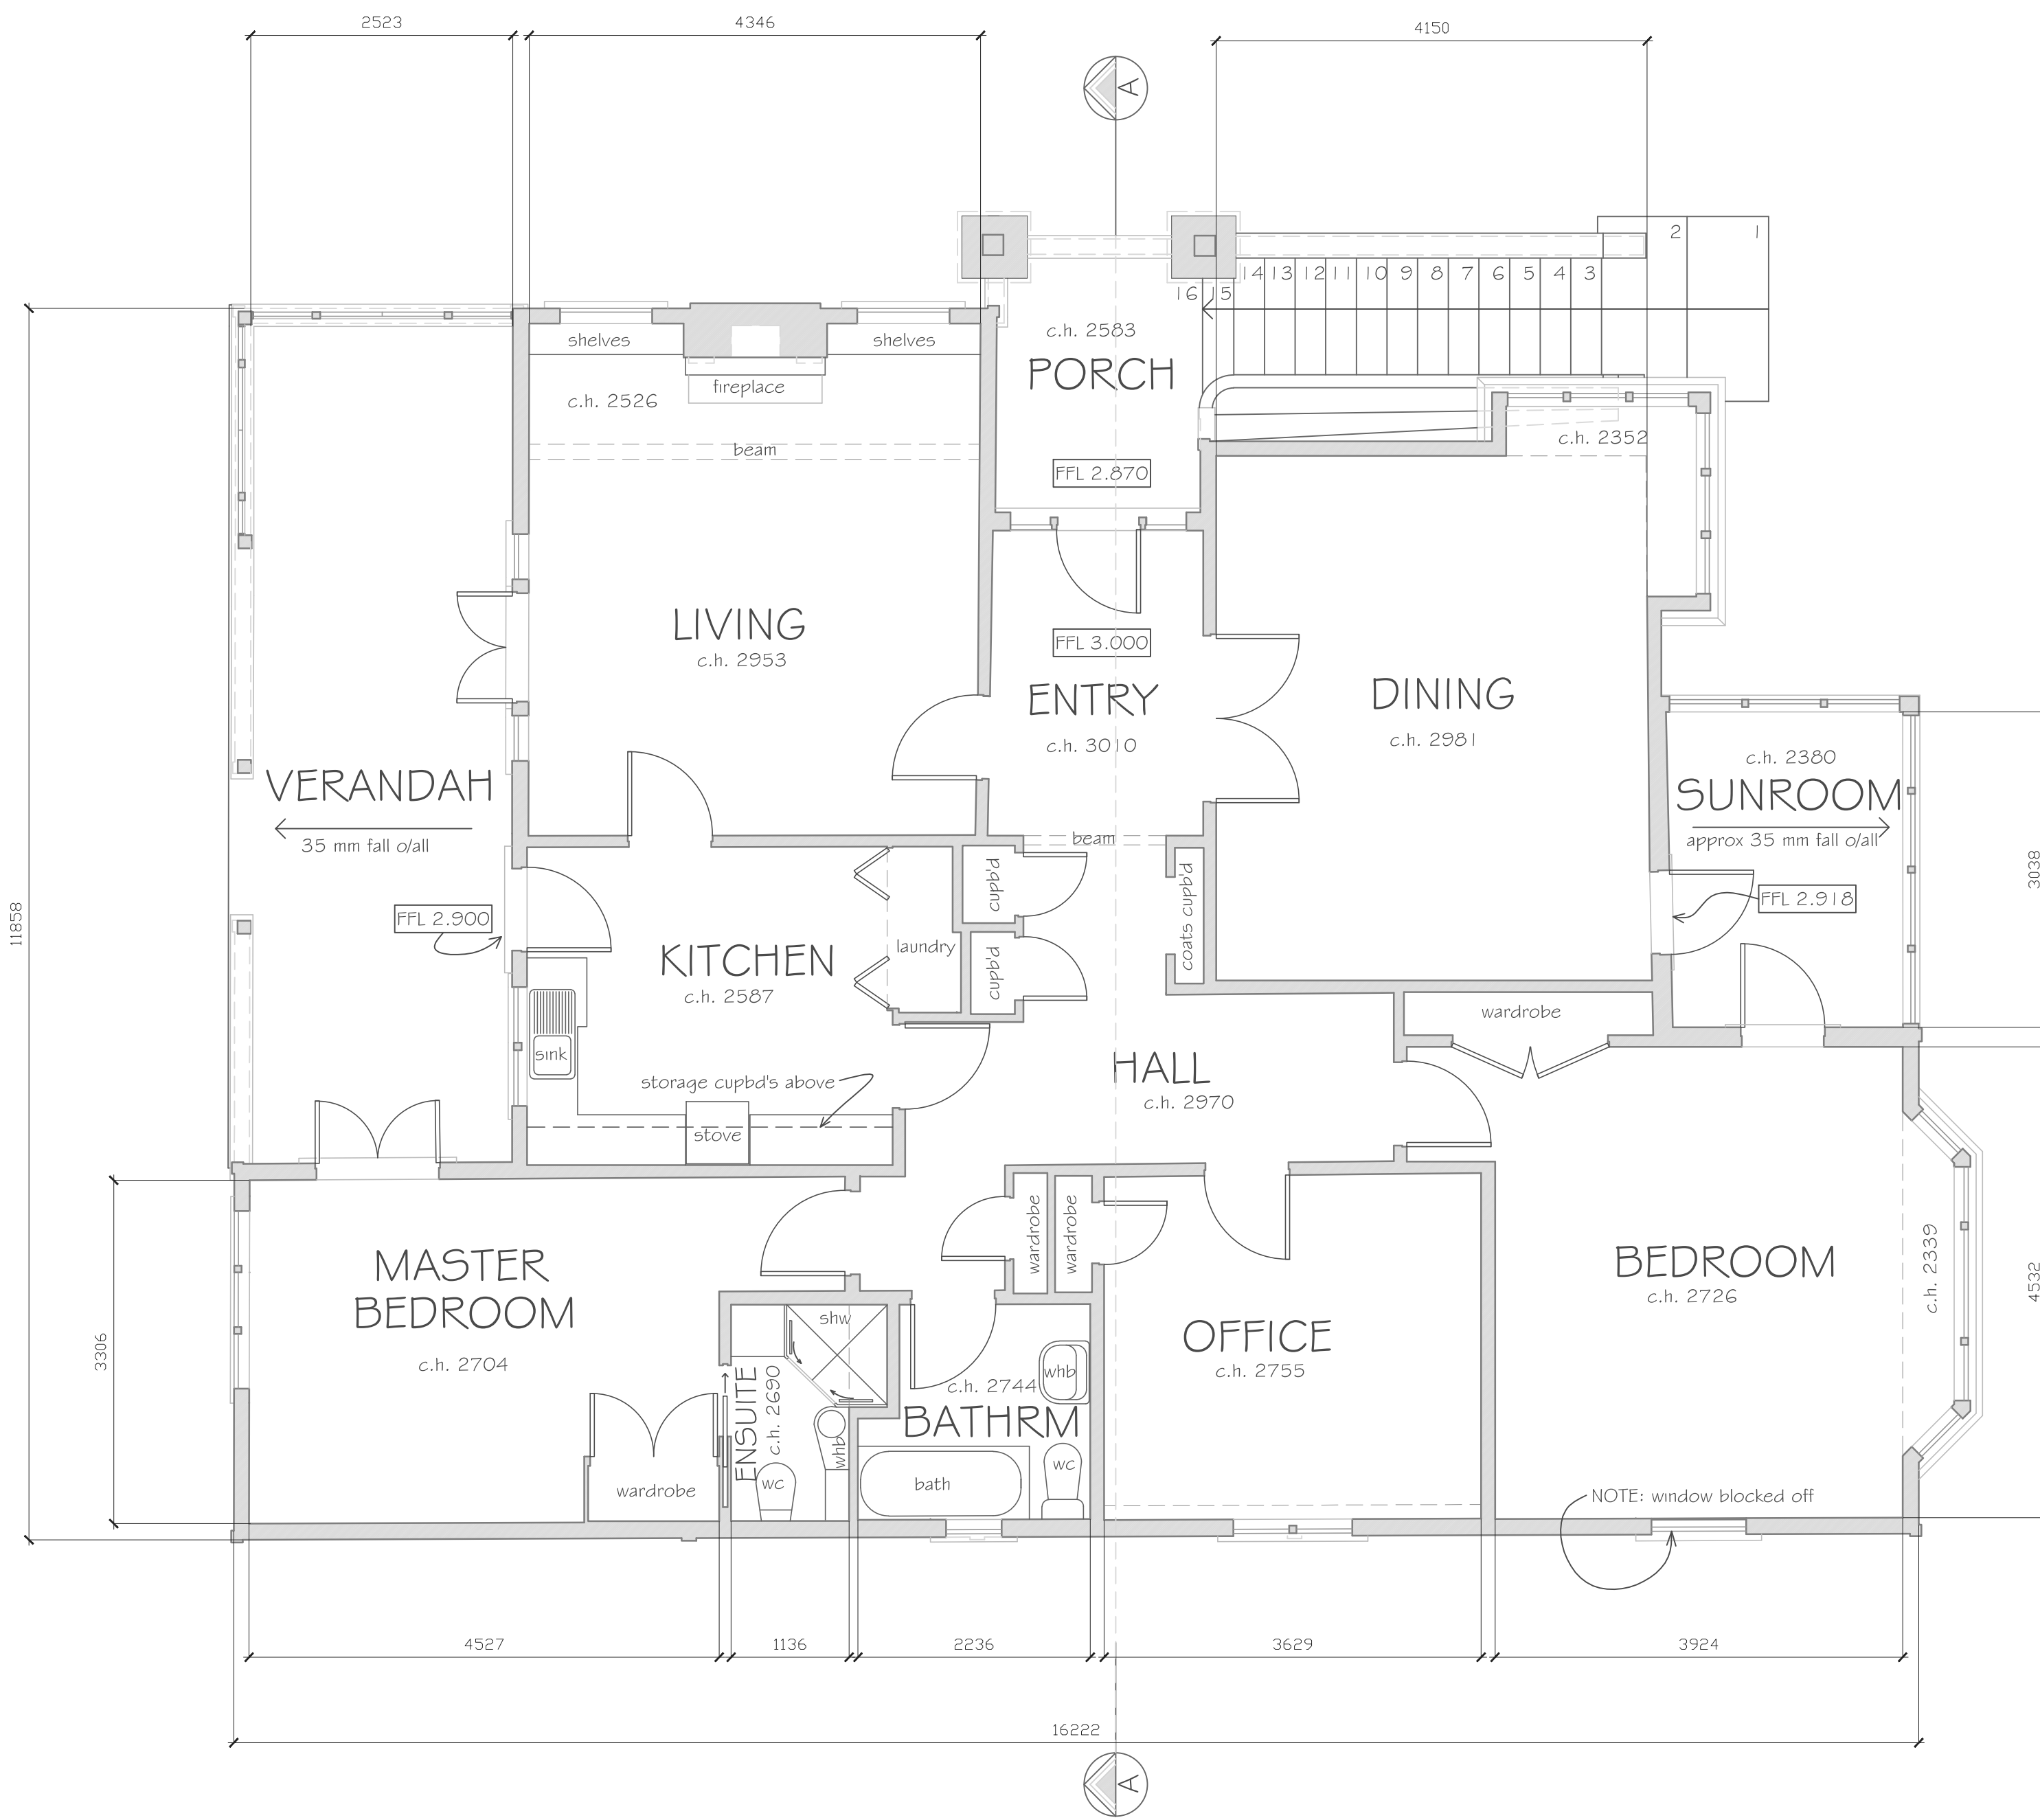 2523
4346
4150
A
2
1
14
13
12
11
10
9
8
7
6
5
4
3
16
15
shelves
shelves
fireplace
c.h. 2526
beam
c.h. 2583
PORCH
c.h. 2352
FFL 2.870
LIVING
c.h. 2953
FFL 3.000
ENTRY
c.h. 3010
DINING
c.h. 2981
VERANDAH
35 mm fall o/all
c.h. 2380
SUNROOM
approx 35 mm fall o/all
beam
11858
3038
FFL 2.900
FFL 2.918
cupb'd
cupb'd
coats cupb'd
laundry
KITCHEN
c.h. 2587
sink
storage cupbd's above
stove
wardrobe
HALL
c.h. 2970
3306
MASTER
BEDROOM
c.h. 2704
wardrobe
wardrobe
wardrobe
shw
ENSUITE
c.h. 2690
whb
wc
whb
c.h. 2744
BATHRM
bath
wc
OFFICE
c.h. 2755
BEDROOM
c.h. 2726
c.h. 2339
4532
NOTE: window blocked off
4527
1136
2236
3629
3924
16222
A